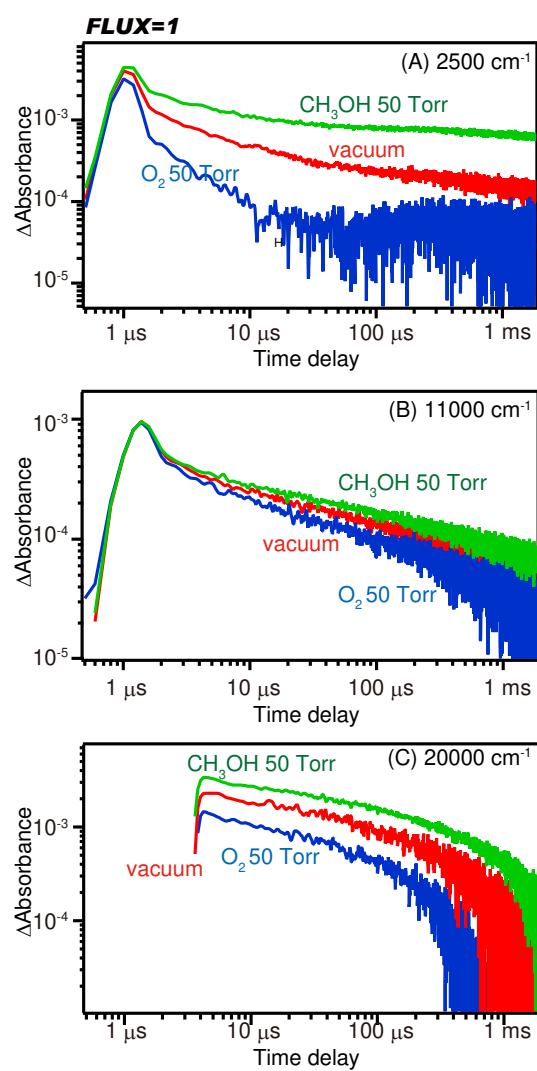 FLUX=1
(A) 2500 cm-1
CH3OH 50 Torr
vacuum
O2 50 Torr
H
ΔAbsorbance
10-3
10-4
10-5
1 µs
10 µs
100 µs
1 ms
Time delay
(B) 11000 cm-1
CH3OH 50 Torr
vacuum
O2 50 Torr
ΔAbsorbance
10-3
10-4
10-5
1 µs
10 µs
100 µs
1 ms
Time delay
(C) 20000 cm-1
CH3OH 50 Torr
vacuum
O2 50 Torr
ΔAbsorbance
10-3
10-4
1 µs
10 µs
100 µs
1 ms
Time delay